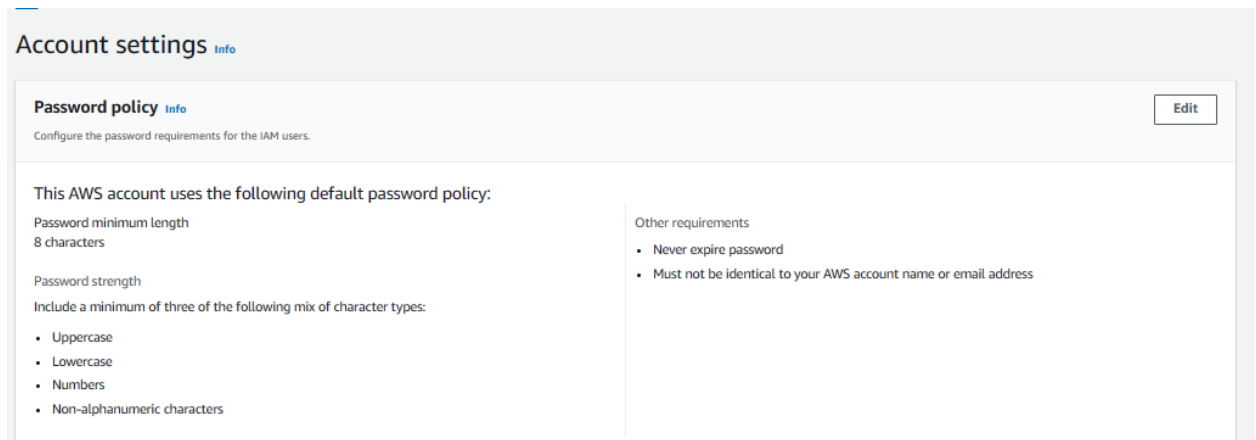 Account settings Info
Password policy Info
Edit
Configure the password requirements for the IAM users.
This AWS account uses the following default password policy:
Password minimum length
8 characters
Password strength
Include a minimum of three of the following mix of character types:
• Uppercase
• Lowercase
• Numbers
• Non-alphanumeric characters
Other requirements
• Never expire password
• Must not be identical to your AWS account name or email address